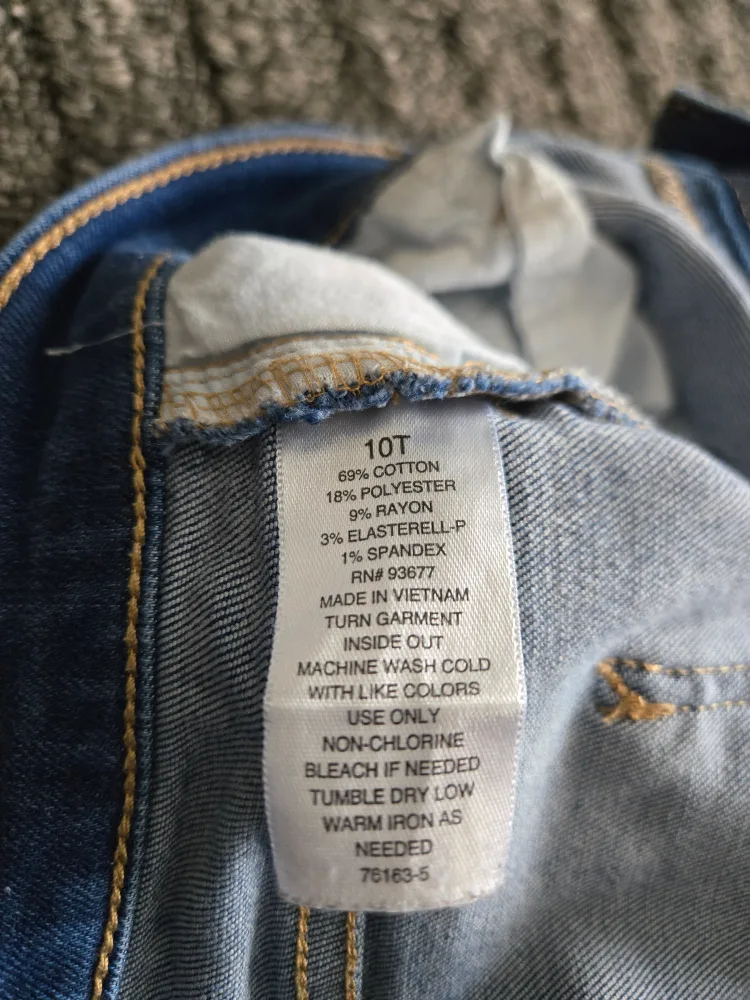 10T
69% COTTON
18% POLYESTER
9% RAYON
3% ELASTERELL-P
1% SPANDEX
RN# 93677
MADE IN VIETNAM
TURN GARMENT
INSIDE OUT
MACHINE WASH COLD
WITH LIKE COLORS
USE ONLY
NON-CHLORINE
BLEACH IF NEEDED
TUMBLE DRY LOW
WARM IRON AS
NEEDED
76163-5